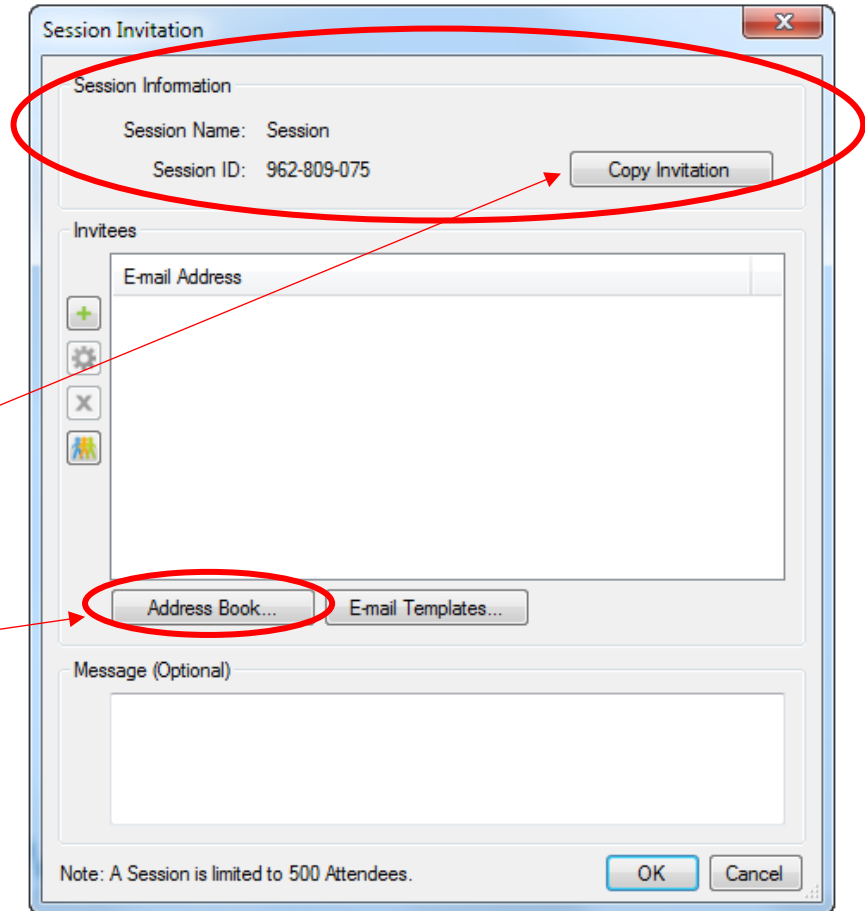 Session Invitation
Session Information
Session Name: Session
Session ID: 962-809-075
Copy Invitation
Invitees
E-mail Address
Address Book...
E-mail Templates...
Message (Optional)
Note: A Session is limited to 500 Attendees.
OK
Cancel